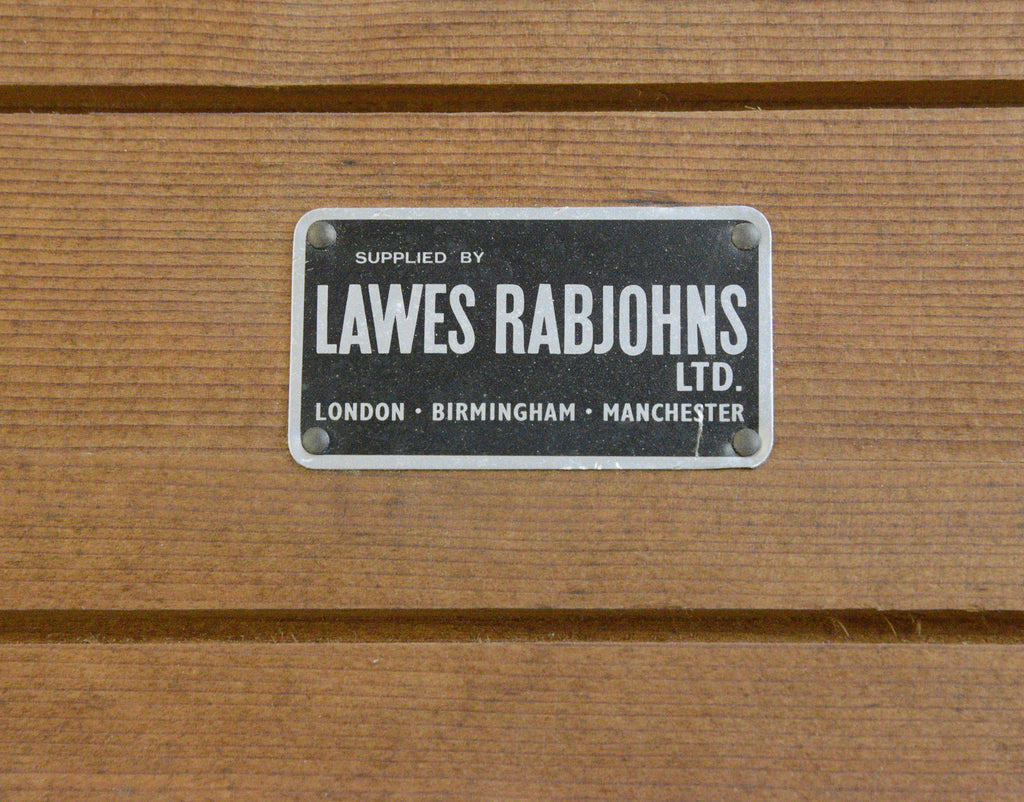 SUPPLIED BY
LAWES RABJOHNS
LTD.
LONDON · BIRMINGHAM · MANCHESTER